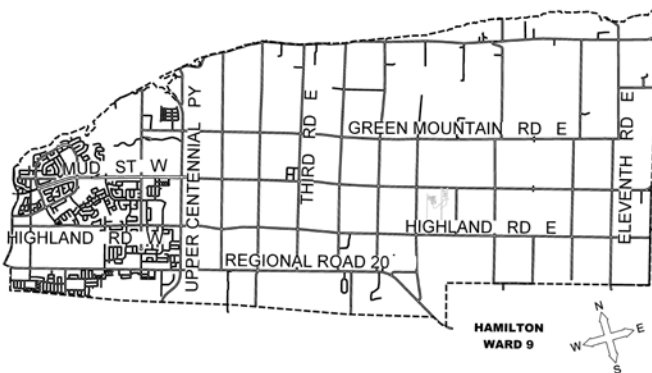 GREEN MOUNTAIN RD E
MUD ST W
UPPER CENTENNIAL PY
THIRD RD E
ELEVENTH RD E
HIGHLAND RD W
HIGHLAND RD E
REGIONAL ROAD 20
HAMILTON
WARD 9
N
W E
S